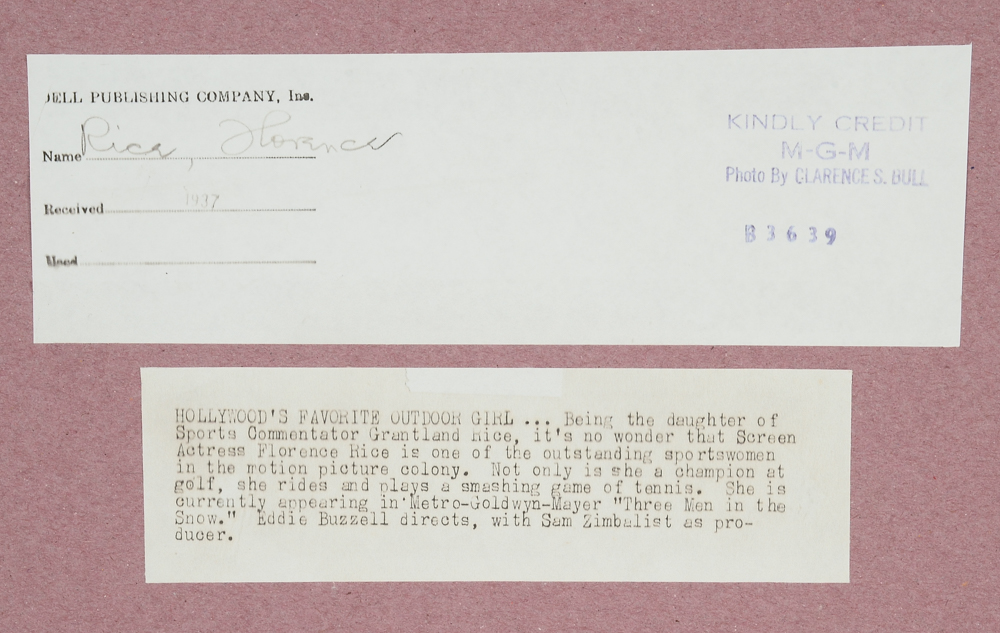 DELL PUBLISHING COMPANY, Inc.
Name Rice, Florence
Received 1937
Used
KINDLY CREDIT
M-G-M
Photo By CLARENCE S. BULL
B3639
HOLLYWOOD'S FAVORITE OUTDOOR GIRL ... Being the daughter of
Sports Commentator Grantland Rice, it's no wonder that Screen
Actress Florence Rice is one of the outstanding sportswomen
in the motion picture colony. Not only is she a champion at
golf, she rides and plays a smashing game of tennis. She is
currently appearing in Metro-Goldwyn-Mayer "Three Men in the
Snow." Eddie Buzzell directs, with Sam Zimbalist as pro-
ducer.